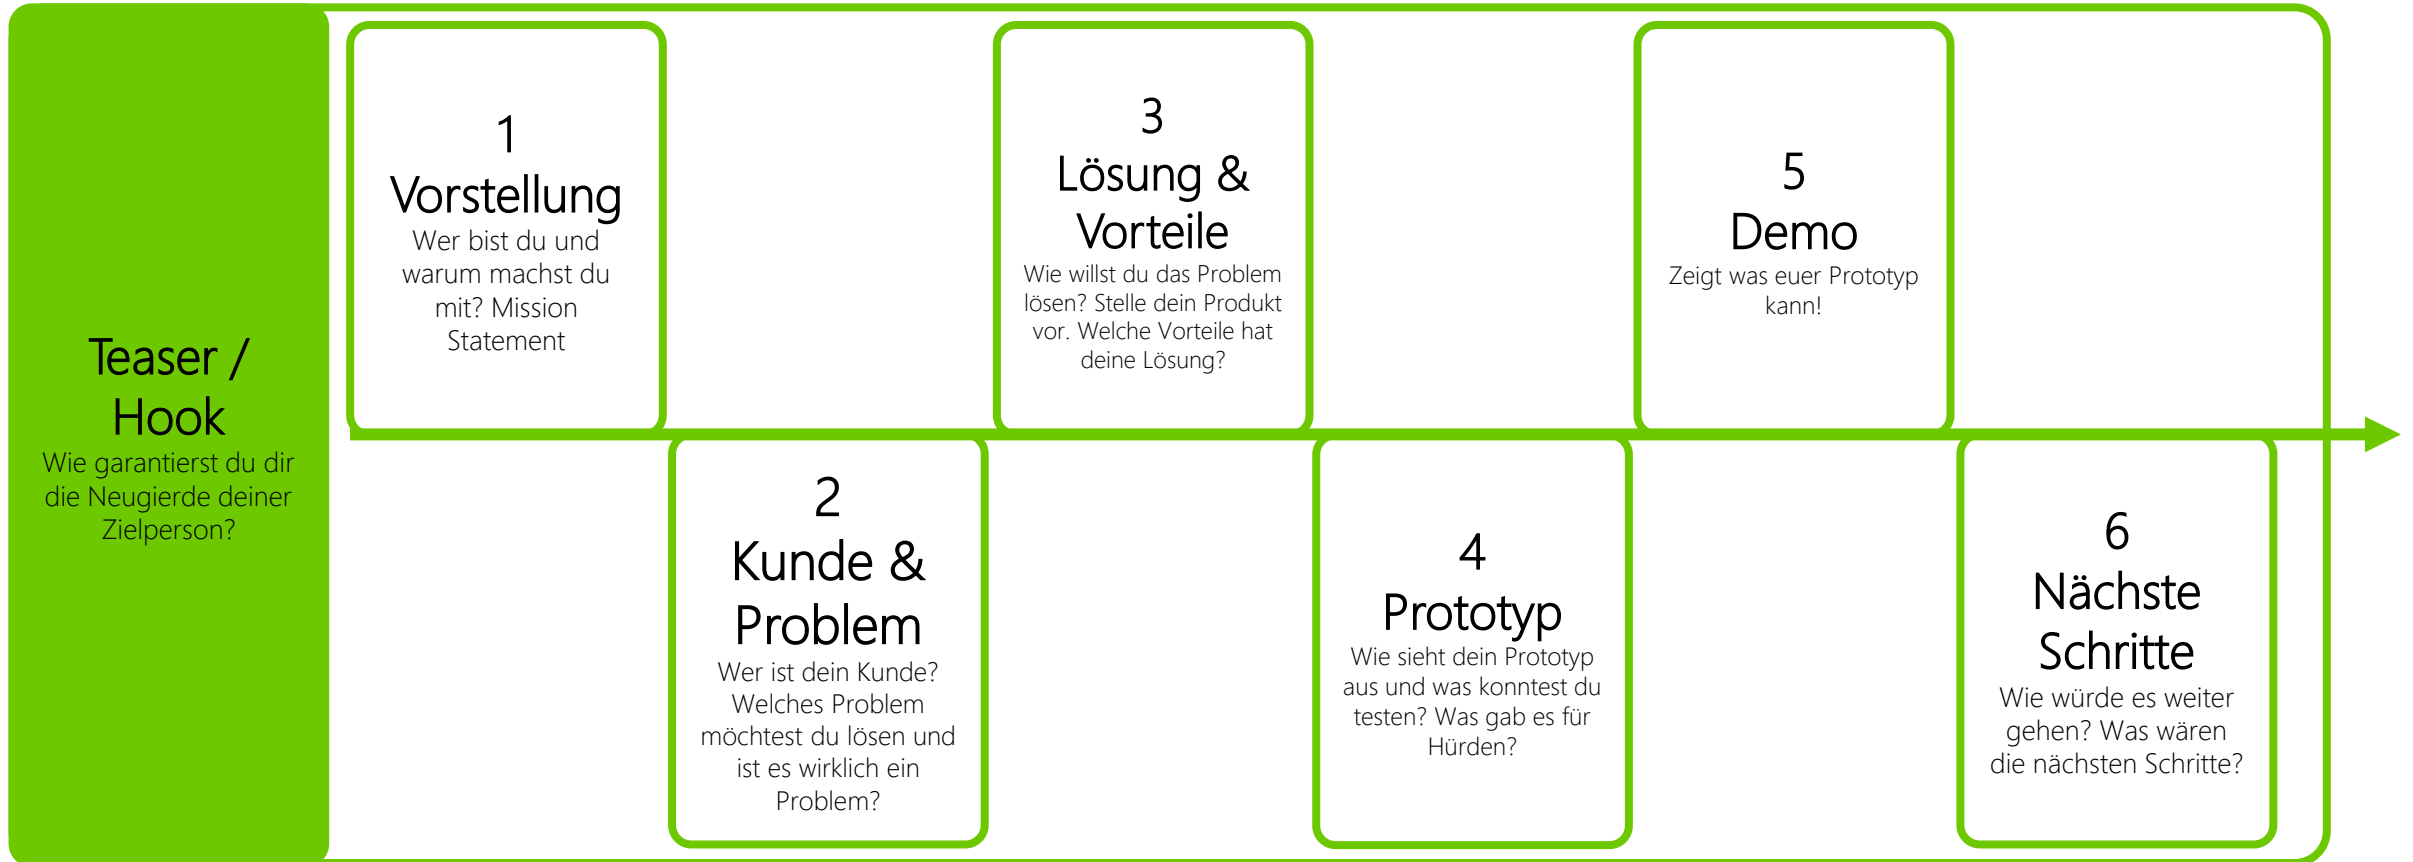 Teaser /
Hook
Wie garantierst du dir
die Neugierde deiner
Zielperson?
1
Vorstellung
Wer bist du und
warum machst du
mit? Mission
Statement
2
Kunde &
Problem
Wer ist dein Kunde?
Welches Problem
möchtest du lösen und
ist es wirklich ein
Problem?
3
Lösung &
Vorteile
Wie willst du das Problem
lösen? Stelle dein Produkt
vor. Welche Vorteile hat
deine Lösung?
4
Prototyp
Wie sieht dein Prototyp
aus und was konntest du
testen? Was gab es für
Hürden?
5
Demo
Zeigt was euer Prototyp
kann!
6
Nächste
Schritte
Wie würde es weiter
gehen? Was wären
die nächsten Schritte?